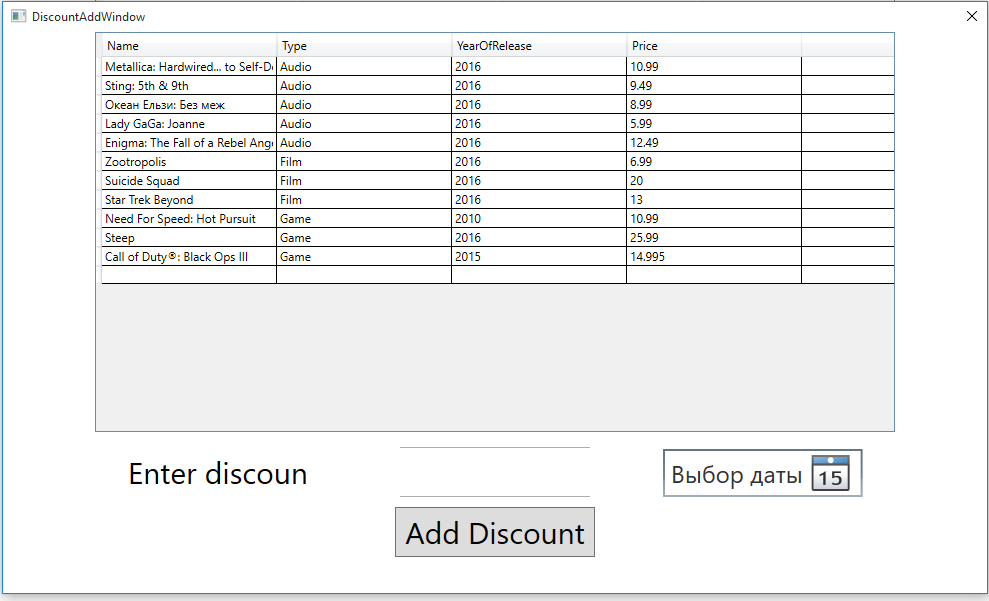 DiscountAddWindow
Name Type YearOfRelease Price
Metallica: Hardwired... to Self-D Audio 2016 10.99
Sting: 5th & 9th Audio 2016 9.49
Океан Ельзи: Без меж Audio 2016 8.99
Lady GaGa: Joanne Audio 2016 5.99
Enigma: The Fall of a Rebel Ang Audio 2016 12.49
Zootropolis Film 2016 6.99
Suicide Squad Film 2016 20
Star Trek Beyond Film 2016 13
Need For Speed: Hot Pursuit Game 2010 10.99
Steep Game 2016 25.99
Call of Duty®: Black Ops III Game 2015 14.995
Enter discoun
Выбор даты 15
Add Discount